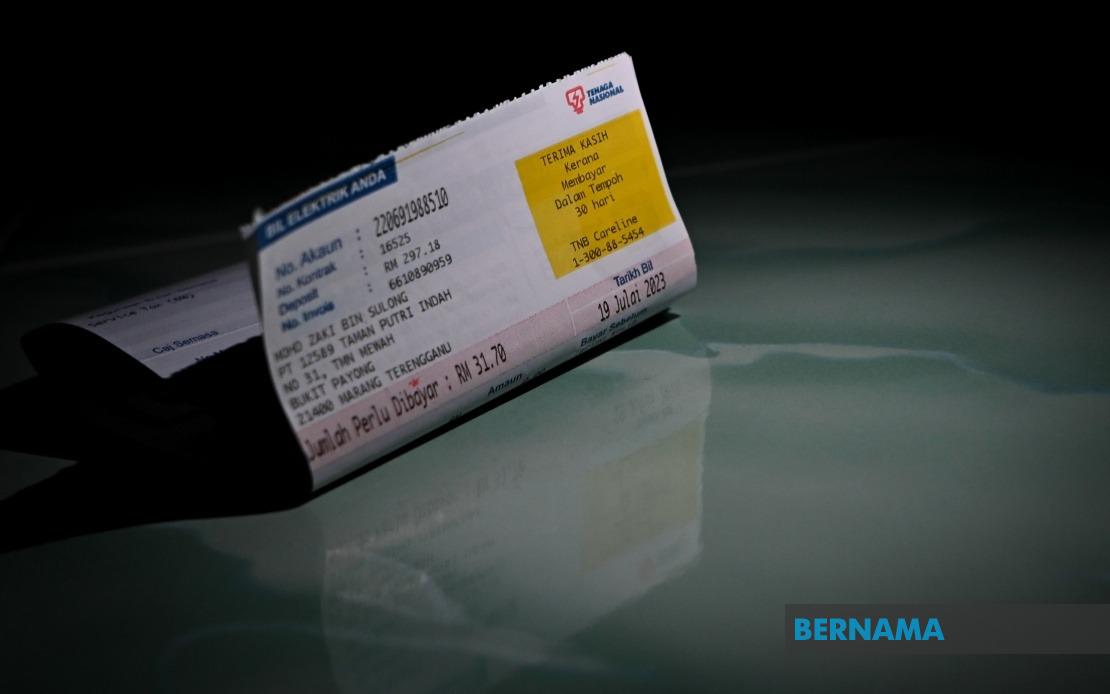 TENAGA
NASIONAL
BIL ELEKTRIK ANDA
TERIMA KASIH
Kerana
Membayar
Dalam Tempoh
30 hari
TNB Careline
1-300-88-5454
No. Akaun : 220691988510
No. Kontrak : 16525
Deposit : RM 297.18
No. Invois : 6610890959
MOHD ZAKI BIN SULONG
PT 12589 TAMAN PUTRI INDAH
NO 31, TMN MEWAH
BUKIT PAYONG
21400 MARANG TERENGGANU
Tarikh Bil
19 Julai 2023
Jumlah Perlu Dibayar : RM 31.70
Bayar Sebelum
Amaun
Service Tax
Caj Semasa
BERNAMA